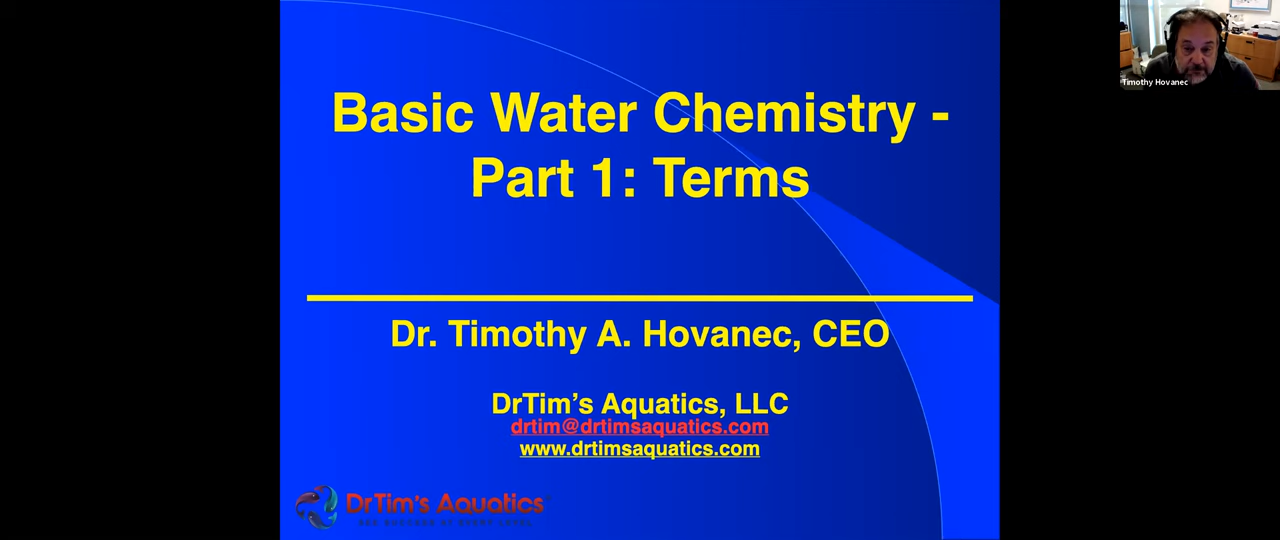 Basic Water Chemistry -
Part 1: Terms
Dr. Timothy A. Hovanec, CEO
DrTim's Aquatics, LLC
drtim@drtimsaquatics.com
www.drtimsaquatics.com
DrTim's Aquatics
Timothy Hovanec